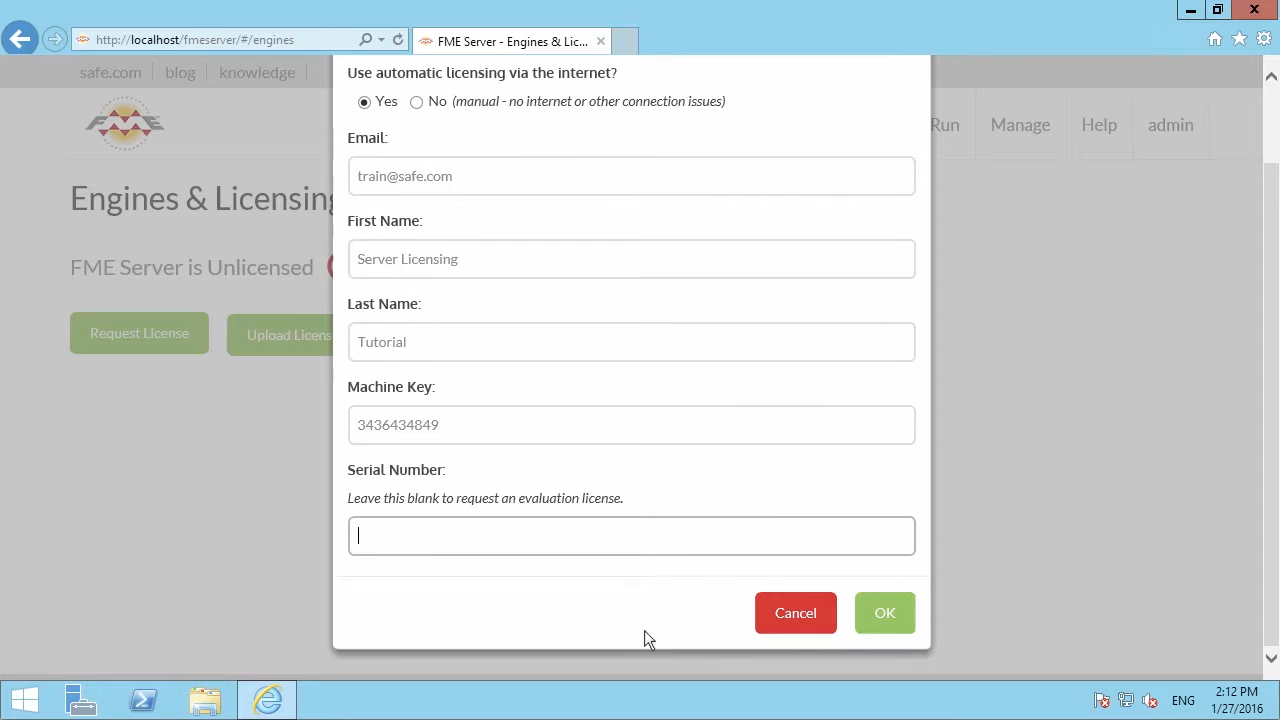 http://localhost/fmeserver/#/engines
FME Server - Engines & Lic...
safe.com
blog
knowledge
FME
Run
Manage
Help
admin
Engines & Licensing
FME Server is Unlicensed
Request License
Upload Licens
Use automatic licensing via the internet?
Yes
No (manual - no internet or other connection issues)
Email:
train@safe.com
First Name:
Server Licensing
Last Name:
Tutorial
Machine Key:
3436434849
Serial Number:
Leave this blank to request an evaluation license.
Cancel
OK
ENG
2:12 PM
1/27/2016